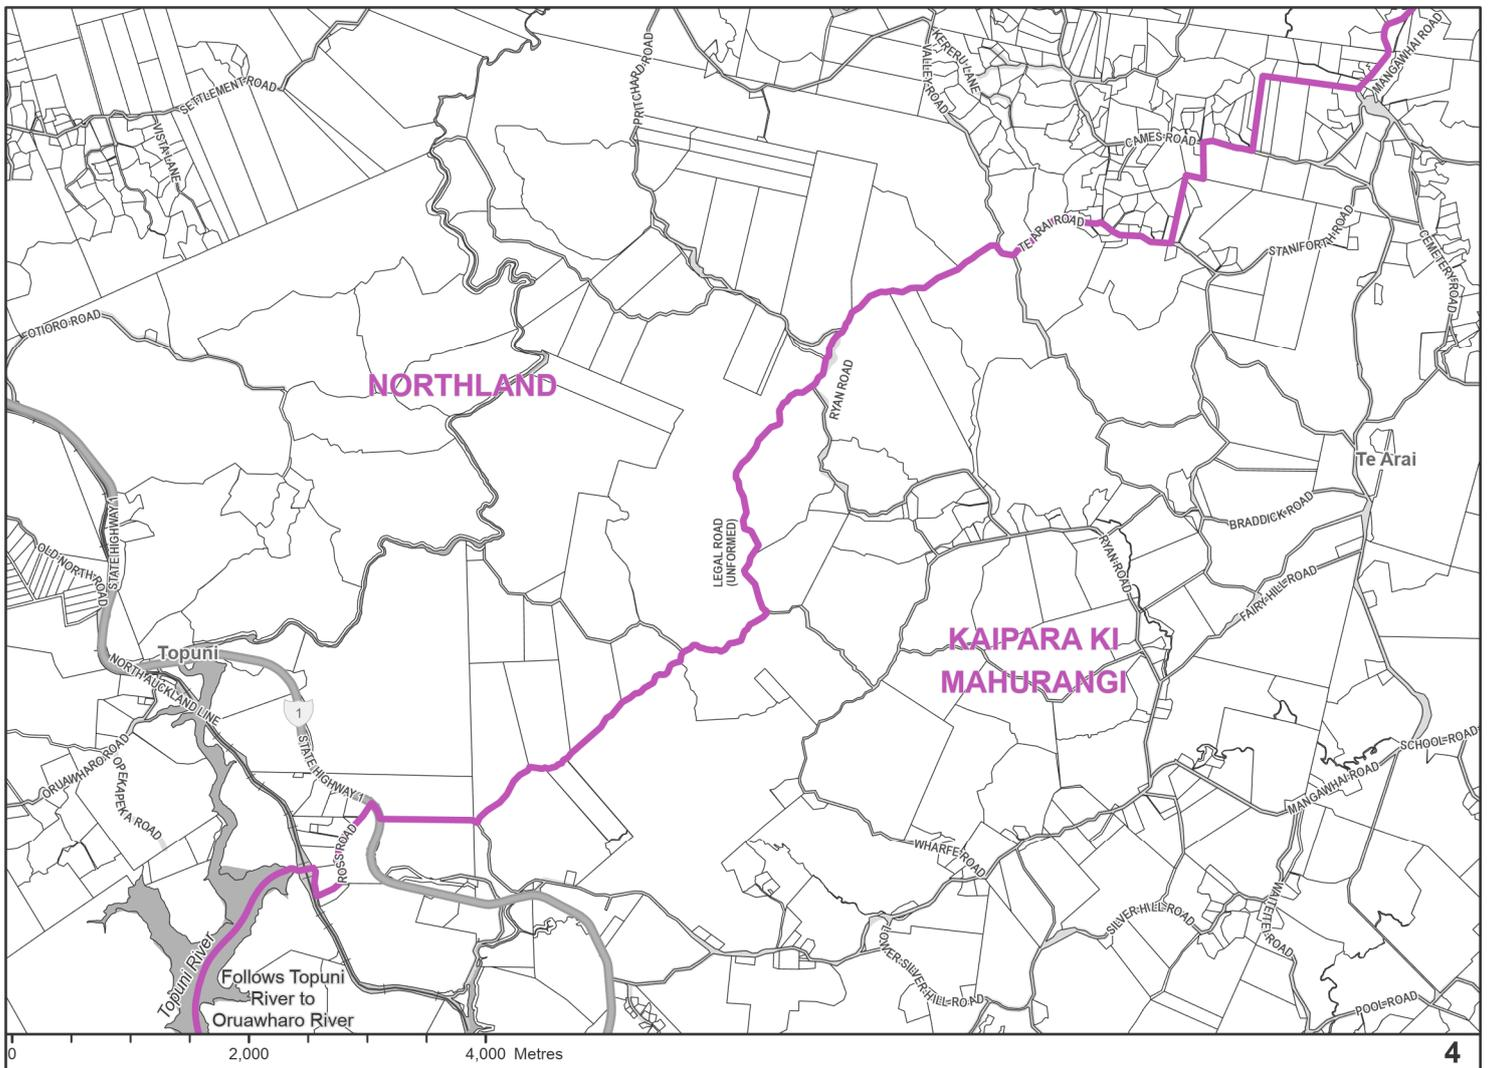 MANGAWHAI ROAD
KERERU LANE
VALLEY ROAD
PRITCHARD ROAD
SETTLEMENT ROAD
VISTA LANE
CAMES ROAD
TE ARAI ROAD
STANIFORTH ROAD
CEMETERY ROAD
OTIORO ROAD
NORTHLAND
RYAN ROAD
Te Arai
STATE HIGHWAY 1
OLD NORTH ROAD
LEGAL ROAD
(UNFORMED)
BRADDICK ROAD
RYAN ROAD
FAIRY HILL ROAD
KAIPARA KI
MAHURANGI
Topuni
NORTH AUCKLAND LINE
1
STATE HIGHWAY 1
ORUAWHARO ROAD
OPEKAPEKA ROAD
SCHOOL ROAD
MANGAWHAI ROAD
ROSS ROAD
WHARFE ROAD
SILVER HILL ROAD
WAITEITEI ROAD
LOWER SILVER HILL ROAD
POOL ROAD
Topuni River
Follows Topuni
River to
Oruawharo River
0 2,000 4,000 Metres
4